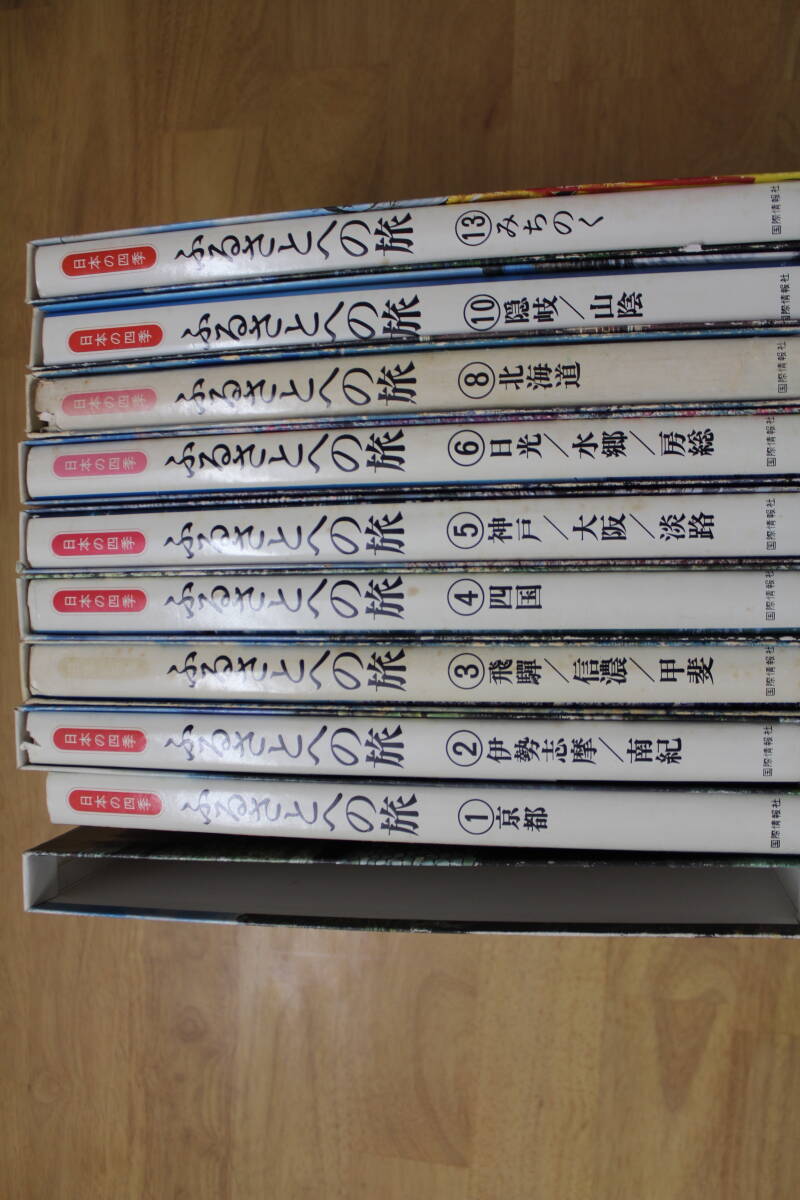 日本の四季 ふるさとへの旅 ⑬みちのく 国際情報社
日本の四季 ふるさとへの旅 ⑩隠岐/山陰 国際情報社
日本の四季 ふるさとへの旅 ⑧北海道 国際情報社
日本の四季 ふるさとへの旅 ⑥日光/水郷/房総 国際情報社
日本の四季 ふるさとへの旅 ⑤神戸/大阪/淡路 国際情報社
日本の四季 ふるさとへの旅 ④四国 国際情報社
ふるさとへの旅 ③飛驒/信濃/甲斐 国際情報社
日本の四季 ふるさとへの旅 ②伊勢志摩/南紀 国際情報社
日本の四季 ふるさとへの旅 ①京都 国際情報社